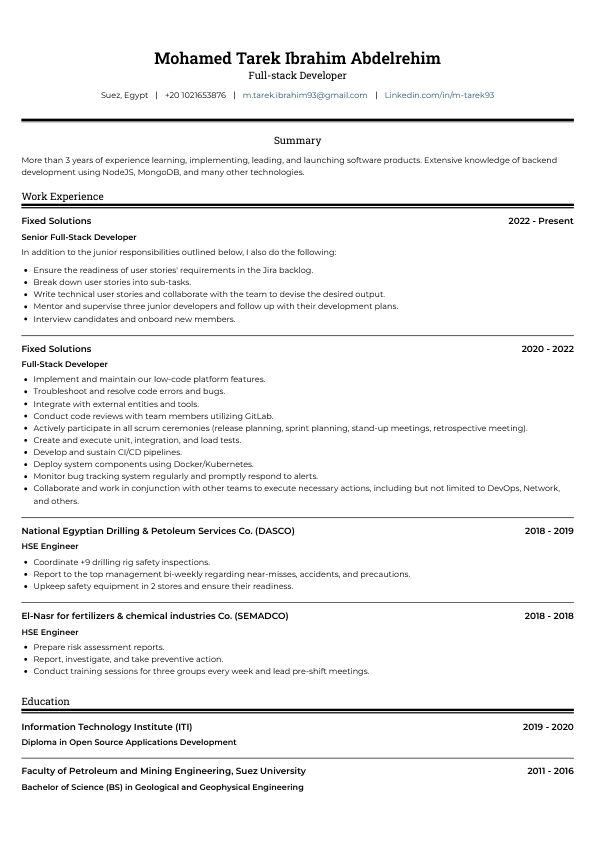 Mohamed Tarek Ibrahim Abdelrehim
Full-stack Developer
Suez, Egypt | +20 1021653876 | m.tarek.ibrahim93@gmail.com | Linkedin.com/in/m-tarek93
Summary
More than 3 years of experience learning, implementing, leading, and launching software products. Extensive knowledge of backend
development using NodeJS, MongoDB, and many other technologies.
Work Experience
Fixed Solutions 2022 - Present
Senior Full-Stack Developer
In addition to the junior responsibilities outlined below, I also do the following:
• Ensure the readiness of user stories' requirements in the Jira backlog.
• Break down user stories into sub-tasks.
• Write technical user stories and collaborate with the team to devise the desired output.
• Mentor and supervise three junior developers and follow up with their development plans.
• Interview candidates and onboard new members.
Fixed Solutions 2020 - 2022
Full-Stack Developer
• Implement and maintain our low-code platform features.
• Troubleshoot and resolve code errors and bugs.
• Integrate with external entities and tools.
• Conduct code reviews with team members utilizing GitLab.
• Actively participate in all scrum ceremonies (release planning, sprint planning, stand-up meetings, retrospective meeting).
• Create and execute unit, integration, and load tests.
• Develop and sustain CI/CD pipelines.
• Deploy system components using Docker/Kubernetes.
• Monitor bug tracking system regularly and promptly respond to alerts.
• Collaborate and work in conjunction with other teams to execute necessary actions, including but not limited to DevOps, Network,
and others.
National Egyptian Drilling & Petoleum Services Co. (DASCO) 2018 - 2019
HSE Engineer
• Coordinate +9 drilling rig safety inspections.
• Report to the top management bi-weekly regarding near-misses, accidents, and precautions.
• Upkeep safety equipment in 2 stores and ensure their readiness.
El-Nasr for fertilizers & chemical industries Co. (SEMADCO) 2018 - 2018
HSE Engineer
• Prepare risk assessment reports.
• Report, investigate, and take preventive action.
• Conduct training sessions for three groups every week and lead pre-shift meetings.
Education
Information Technology Institute (ITI) 2019 - 2020
Diploma in Open Source Applications Development
Faculty of Petroleum and Mining Engineering, Suez University 2011 - 2016
Bachelor of Science (BS) in Geological and Geophysical Engineering